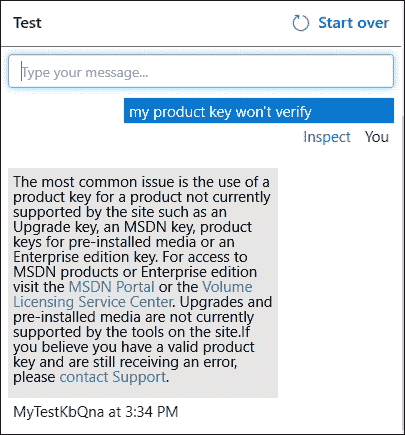 Test
Start over
Type your message...
my product key won't verify
Inspect You
The most common issue is the use of a
product key for a product not currently
supported by the site such as an
Upgrade key, an MSDN key, product
keys for pre-installed media or an
Enterprise edition key. For access to
MSDN products or Enterprise edition
visit the MSDN Portal or the Volume
Licensing Service Center. Upgrades and
pre-installed media are not currently
supported by the tools on the site.If
you believe you have a valid product
key and are still receiving an error,
please contact Support.
MyTestKbQna at 3:34 PM